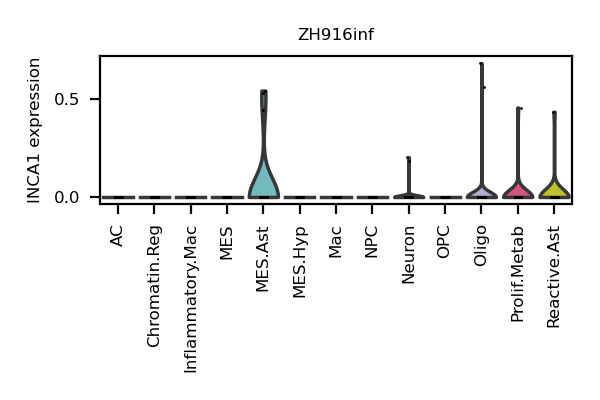 ZH916inf
INCA1 expression
0.5
0.0
AC
Chromatin.Reg
Inflammatory.Mac
MES
MES.Ast
MES.Hyp
Mac
NPC
Neuron
OPC
Oligo
Prolif.Metab
Reactive.Ast